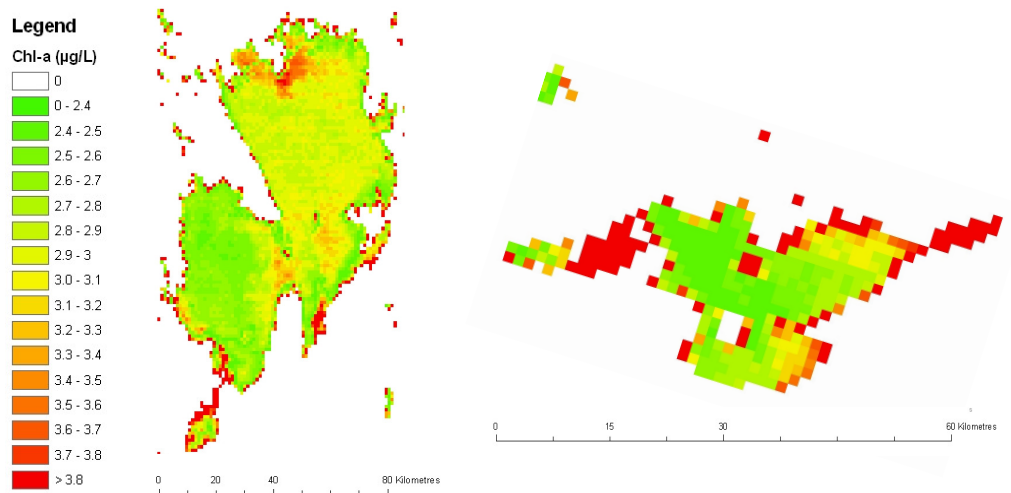 Legend
Chl-a (µg/L)
0
0 - 2.4
2.4 - 2.5
2.5 - 2.6
2.6 - 2.7
2.7 - 2.8
2.8 - 2.9
2.9 - 3
3.0 - 3.1
3.1 - 3.2
3.2 - 3.3
3.3 - 3.4
3.4 - 3.5
3.5 - 3.6
3.6 - 3.7
3.7 - 3.8
> 3.8
0 20 40 80 Kilometres
0 15 30 60 Kilometres